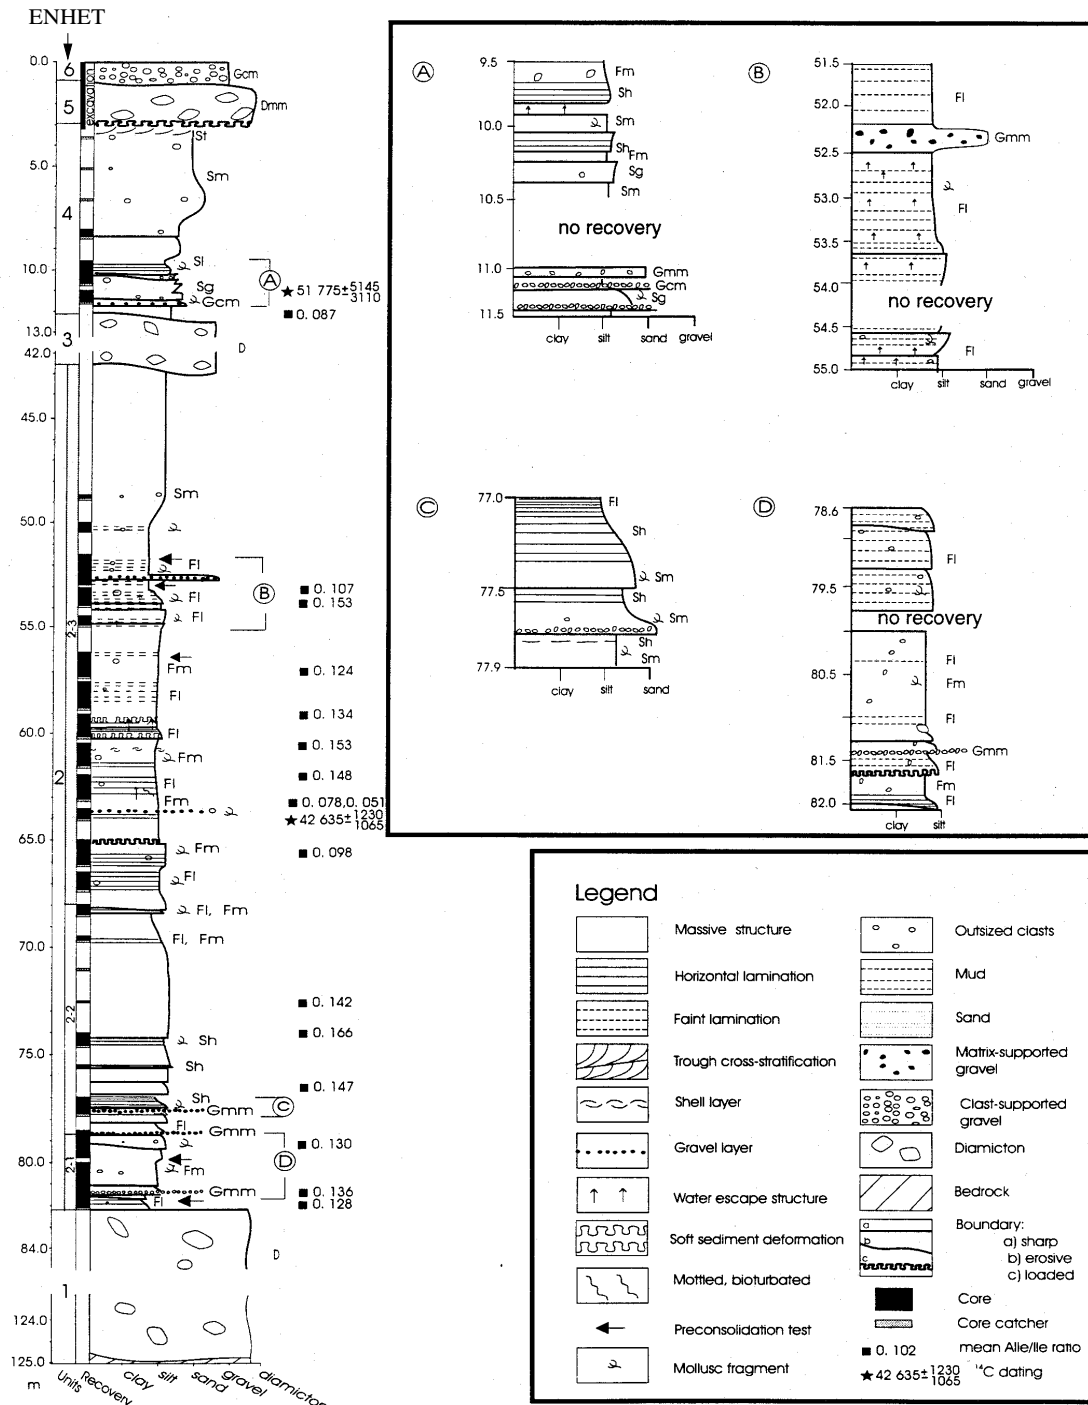 ENHET
0.0
5.0
10.0
13.0
42.0
45.0
50.0
55.0
60.0
65.0
70.0
75.0
80.0
84.0
124.0
125.0
m
6
5
4
3
2
2-3
2-2
2-1
1
excavation
Gcm
Dmm
St
Sm
Sl
Sg
Gcm
D
Sm
Fl
Fl
Fl
Fm
Fl
Fl
Fm
Fl
Fm
Fm
Fl
Fl, Fm
Fl, Fm
Sh
Sh
Sh
Gmm
Fl
Gmm
Fm
Gmm
Fl
D
A
B
C
D
51 775± 5145 3110
0. 087
0. 107
0. 153
0. 124
0. 134
0. 153
0. 148
0. 078,0. 051
42 635± 1230 1065
0. 098
0. 142
0. 166
0. 147
0. 130
0. 136
0. 128
Units
Recovery
clay
silt
sand
gravel
diamicton
A
9.5
10.0
10.5
11.0
11.5
Fm
Sh
Sm
Sh
Fm
Sg
Sm
no recovery
Gmm
Gcm
Sg
clay silt sand gravel
B
51.5
52.0
52.5
53.0
53.5
54.0
54.5
55.0
Fl
Gmm
Fl
no recovery
Fl
clay silt sand gravel
C
77.0
77.5
77.9
Fl
Sh
Sm
Sh
Sm
Sh
Sm
clay silt sand
D
78.6
79.5
80.5
81.5
82.0
Fl
no recovery
Fl
Fm
Fl
Gmm
Fl
Fm
Fl
clay silt
Legend
Massive structure
Horizontal lamination
Faint lamination
Trough cross-stratification
Shell layer
Gravel layer
Water escape structure
Soft sediment deformation
Mottled, bioturbated
Preconsolidation test
Mollusc fragment
Outsized clasts
Mud
Sand
Matrix-supported
gravel
Clast-supported
gravel
Diamicton
Bedrock
Boundary:
a) sharp
b) erosive
c) loaded
a
b
c
Core
Core catcher
0. 102 mean Alle/Ile ratio
42 635± 1230 1065 14C dating